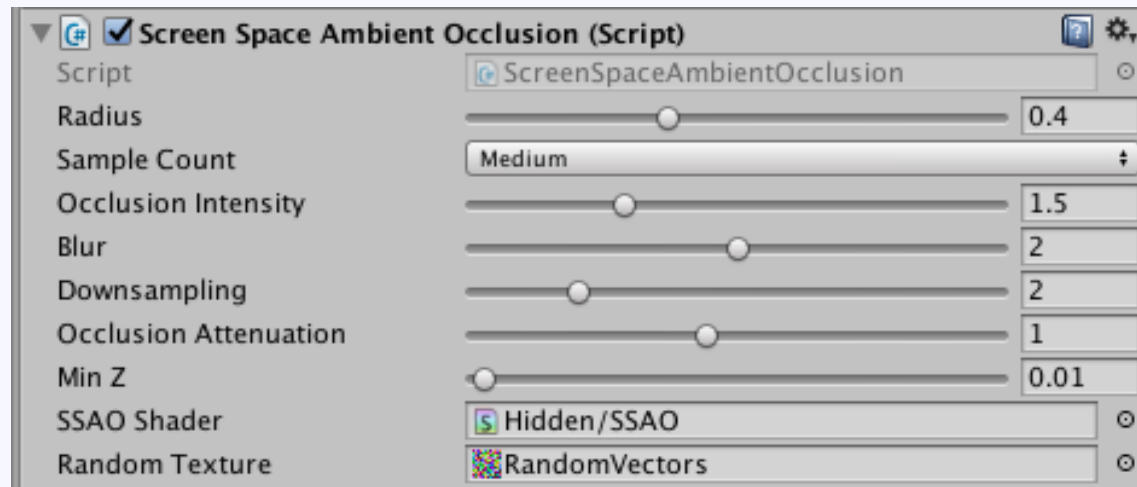 Screen Space Ambient Occlusion (Script)
Script ScreenSpaceAmbientOcclusion
Radius 0.4
Sample Count Medium
Occlusion Intensity 1.5
Blur 2
Downsampling 2
Occlusion Attenuation 1
Min Z 0.01
SSAO Shader Hidden/SSAO
Random Texture RandomVectors